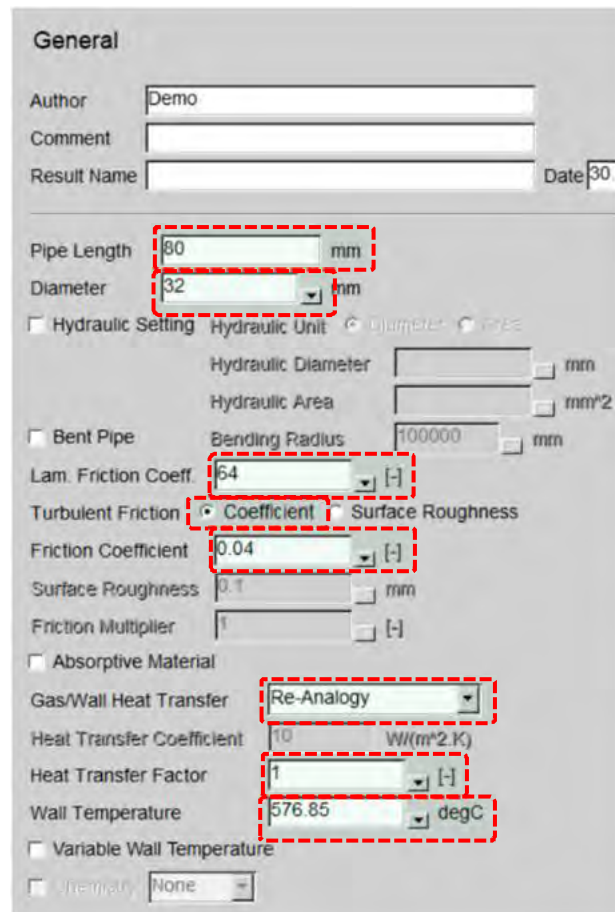 General
Author Demo
Comment
Result Name Date 30.
Pipe Length 80 mm
Diameter 32 mm
Hydraulic Setting Hydraulic Unit Diameter Area
Hydraulic Diameter mm
Hydraulic Area mm^2
Bent Pipe Bending Radius 100000 mm
Lam. Friction Coeff. 64 [-]
Turbulent Friction Coefficient Surface Roughness
Friction Coefficient 0.04 [-]
Surface Roughness 0.1 mm
Friction Multiplier 1 [-]
Absorptive Material
Gas/Wall Heat Transfer Re-Analogy
Heat Transfer Coefficient 10 W/(m^2.K)
Heat Transfer Factor 1 [-]
Wall Temperature 576.85 degC
Variable Wall Temperature
Chemistry None